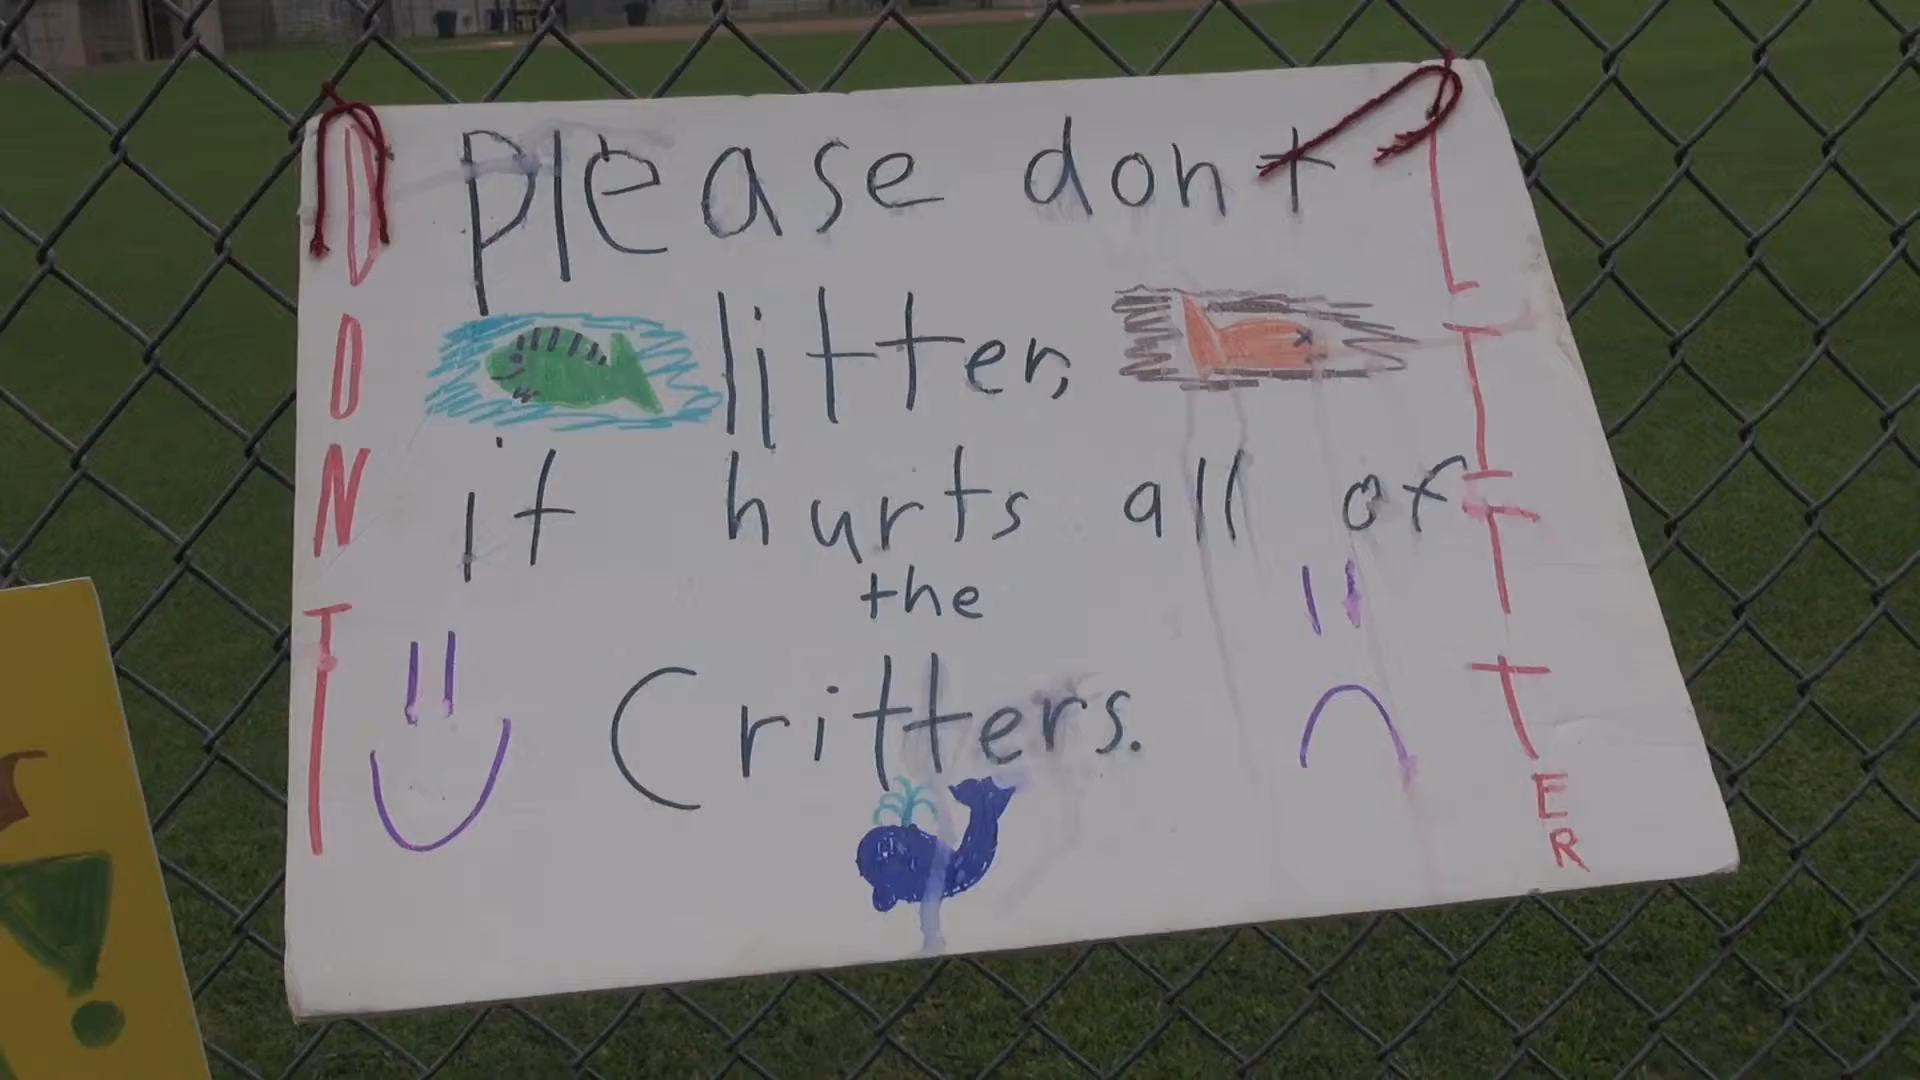 please dont
litter,
it hurts all of
the
Critters.
DONT
LITTER